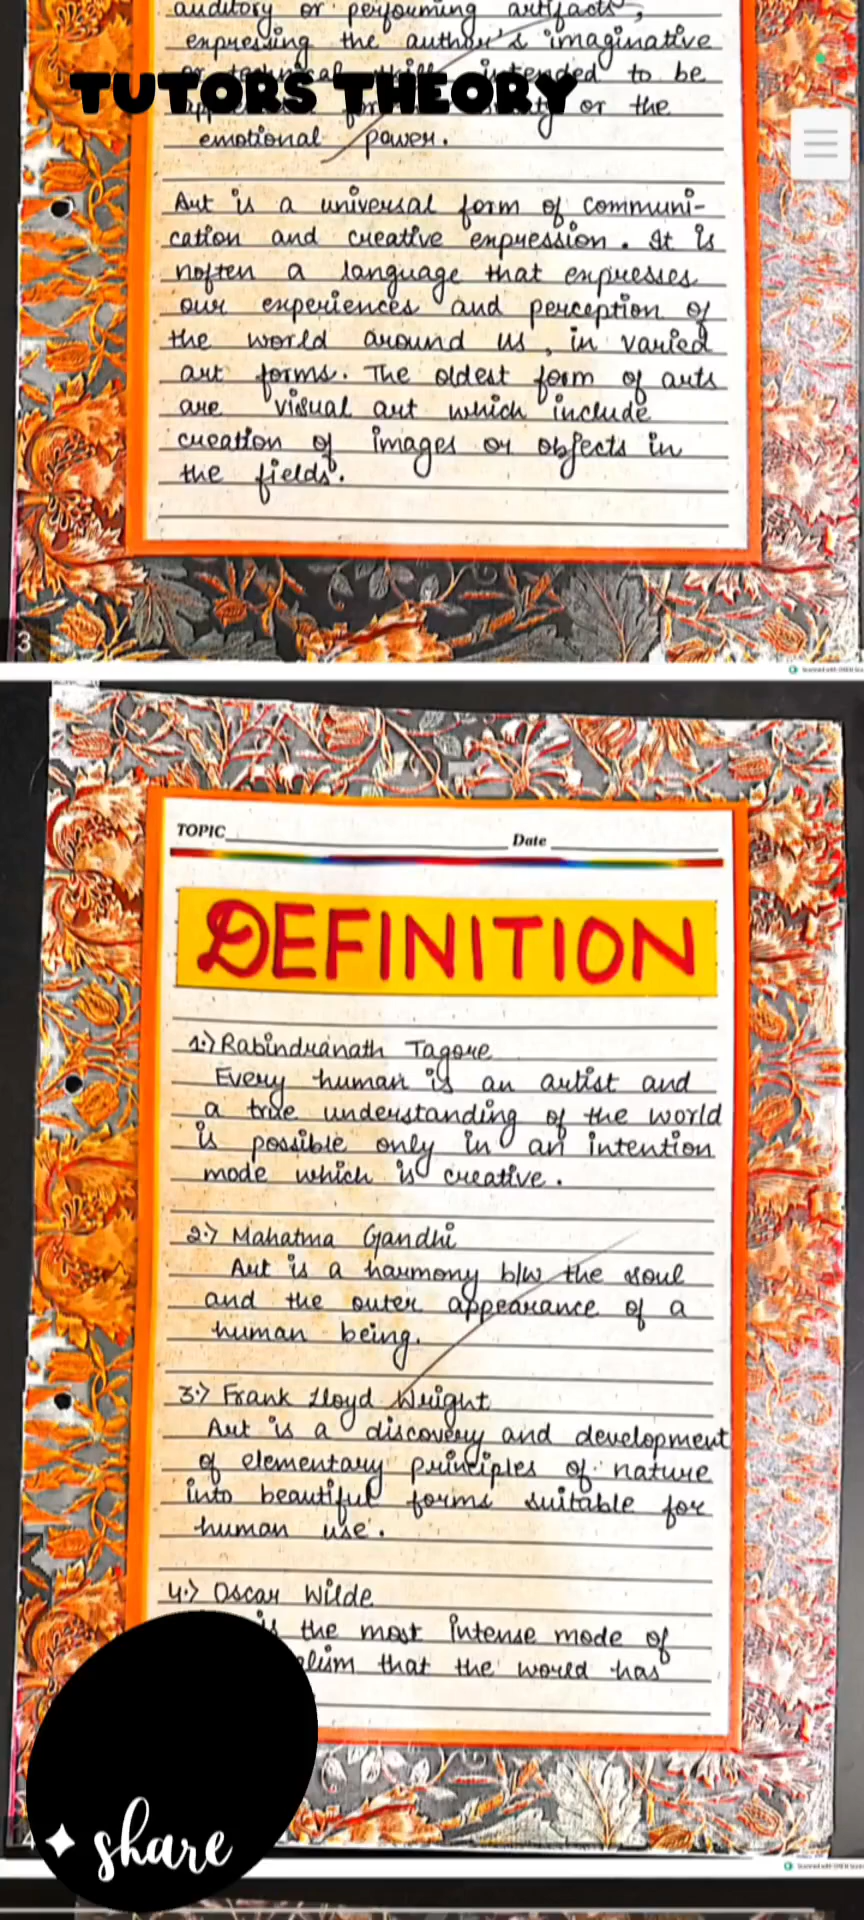 auditory or performing artifacts,
expressing the author's imaginative
intended to be
TUTORS THEORY
or the
emotional power.
Art is a universal form of communi-
cation and creative expression. It is
noften a language that expresses
our experiences and perception of
the world around us, in varied
art forms. The oldest form of arts
are visual art which include
creation of images or objects in
the fields.
3
TOPIC Date
DEFINITION
1.) Rabindranath Tagore
Every human is an artist and
a true understanding of the world
is possible only in an intention
mode which is creative.
2.) Mahatma Gandhi
Art is a harmony b/w the soul
and the outer appearance of a
human being.
3.) Frank Lloyd Wright
Art is a discovery and development
of elementary principles of nature
into beautiful forms suitable for
human use.
4.) Oscar Wilde
is the most intense mode of
that the world has
4
share